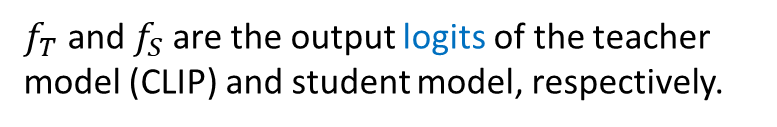 f_T and f_S are the output logits of the teacher
model (CLIP) and student model, respectively.